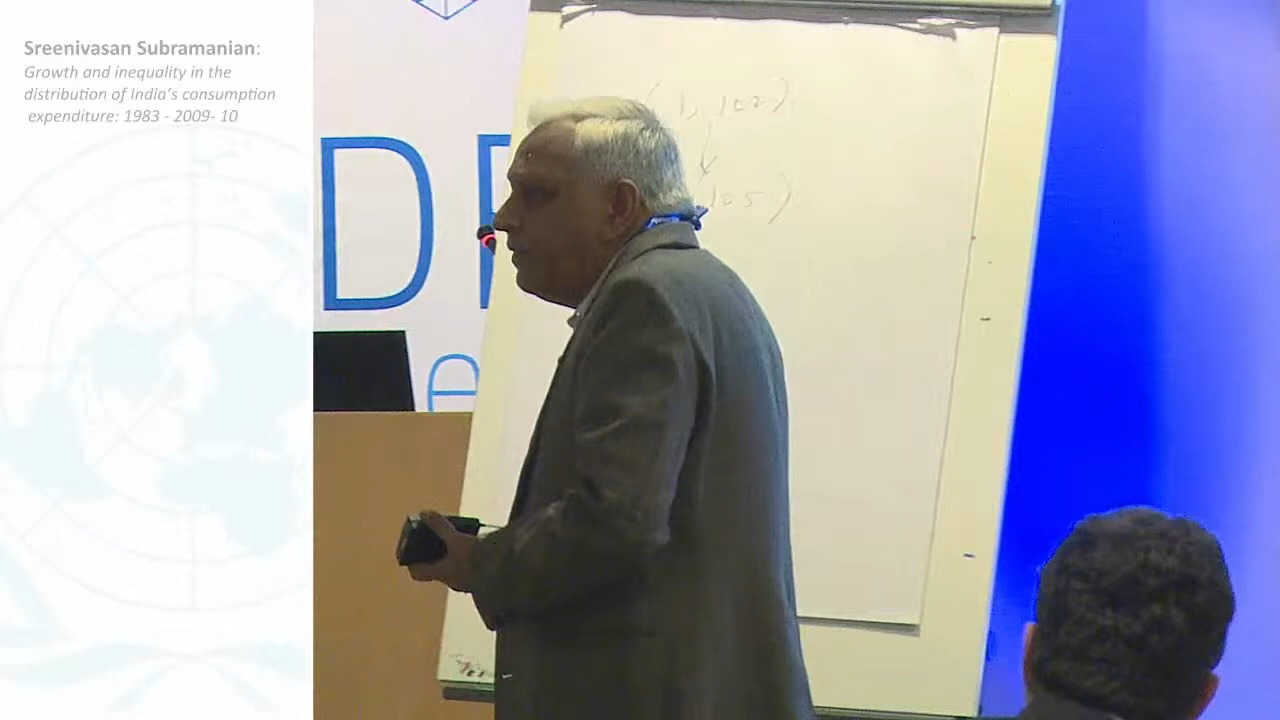 Sreenivasan Subramanian:
Growth and inequality in the
distribution of India's consumption
expenditure: 1983 - 2009- 10
D
e
(1, 102)
105)